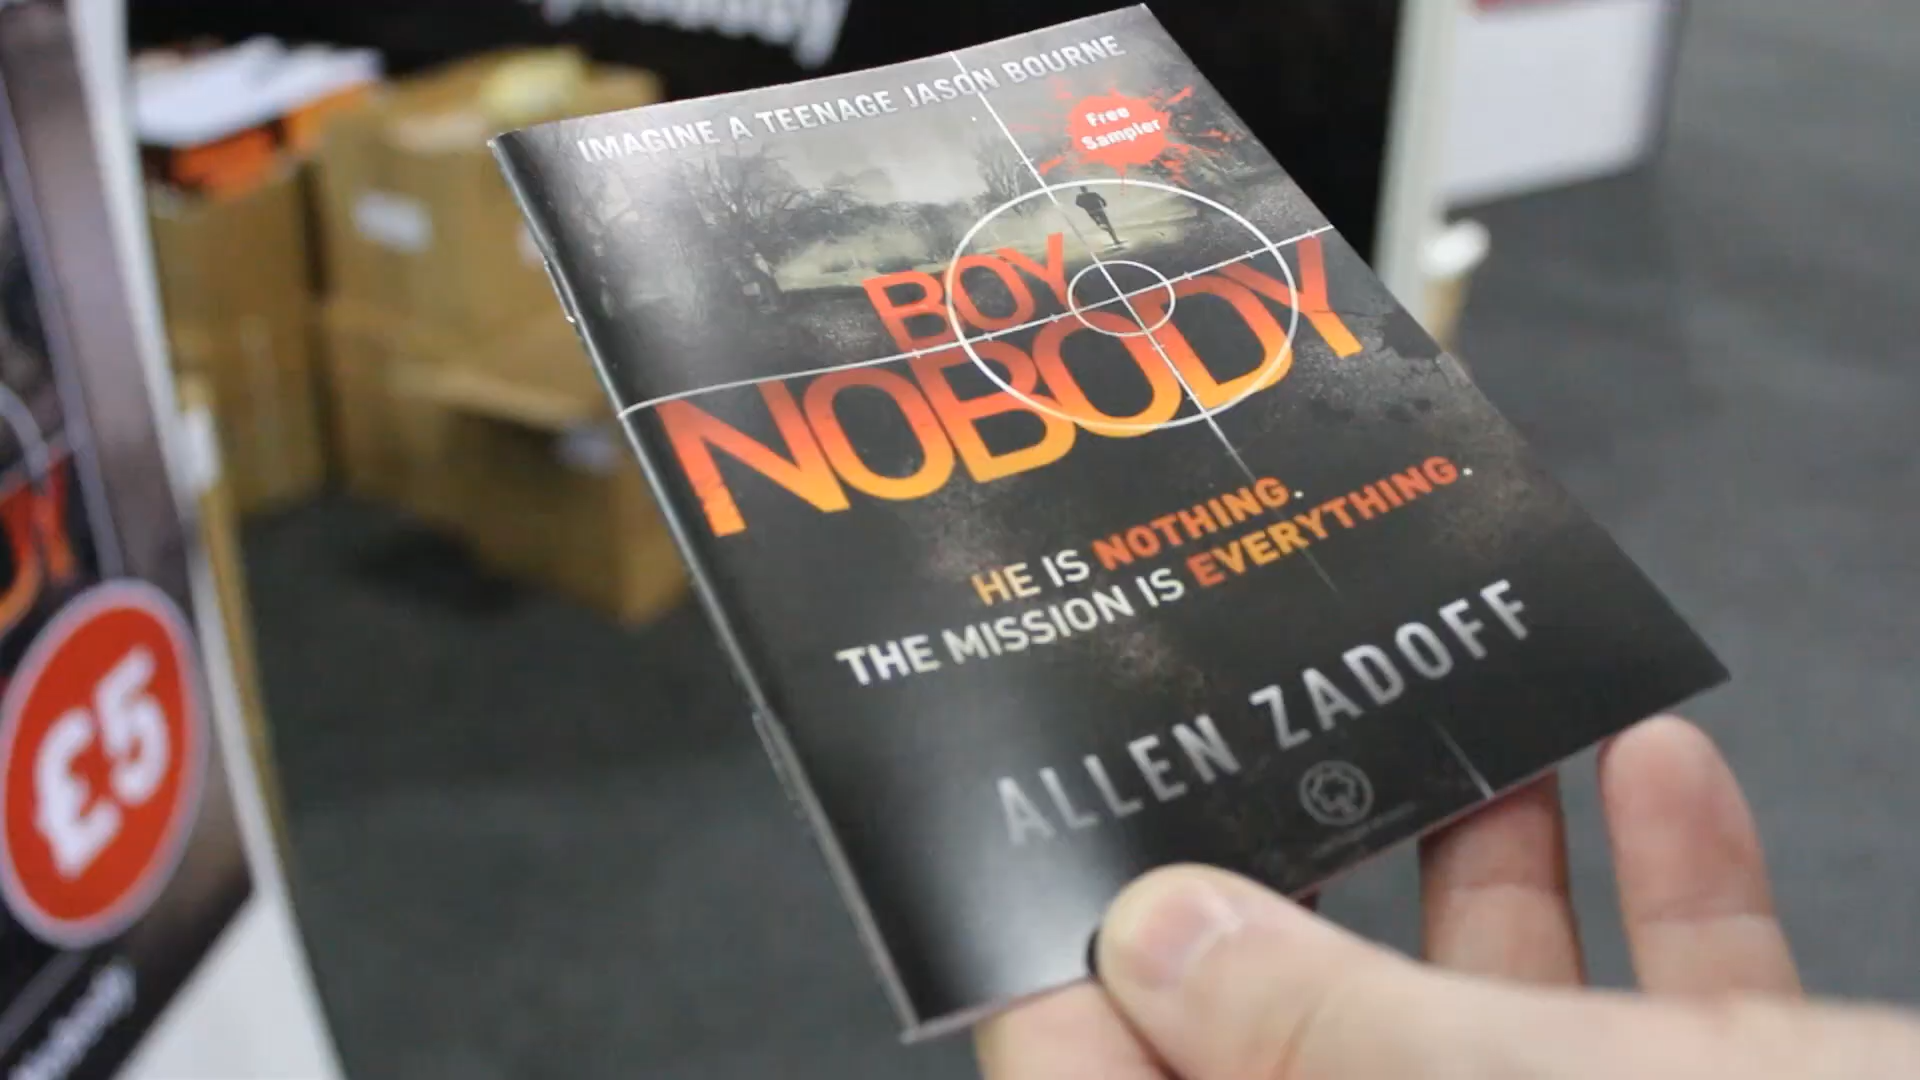 IMAGINE A TEENAGE JASON BOURNE
Free
Sampler
BOY
NOBODY
HE IS NOTHING.
THE MISSION IS EVERYTHING.
ALLEN ZADOFF
£5